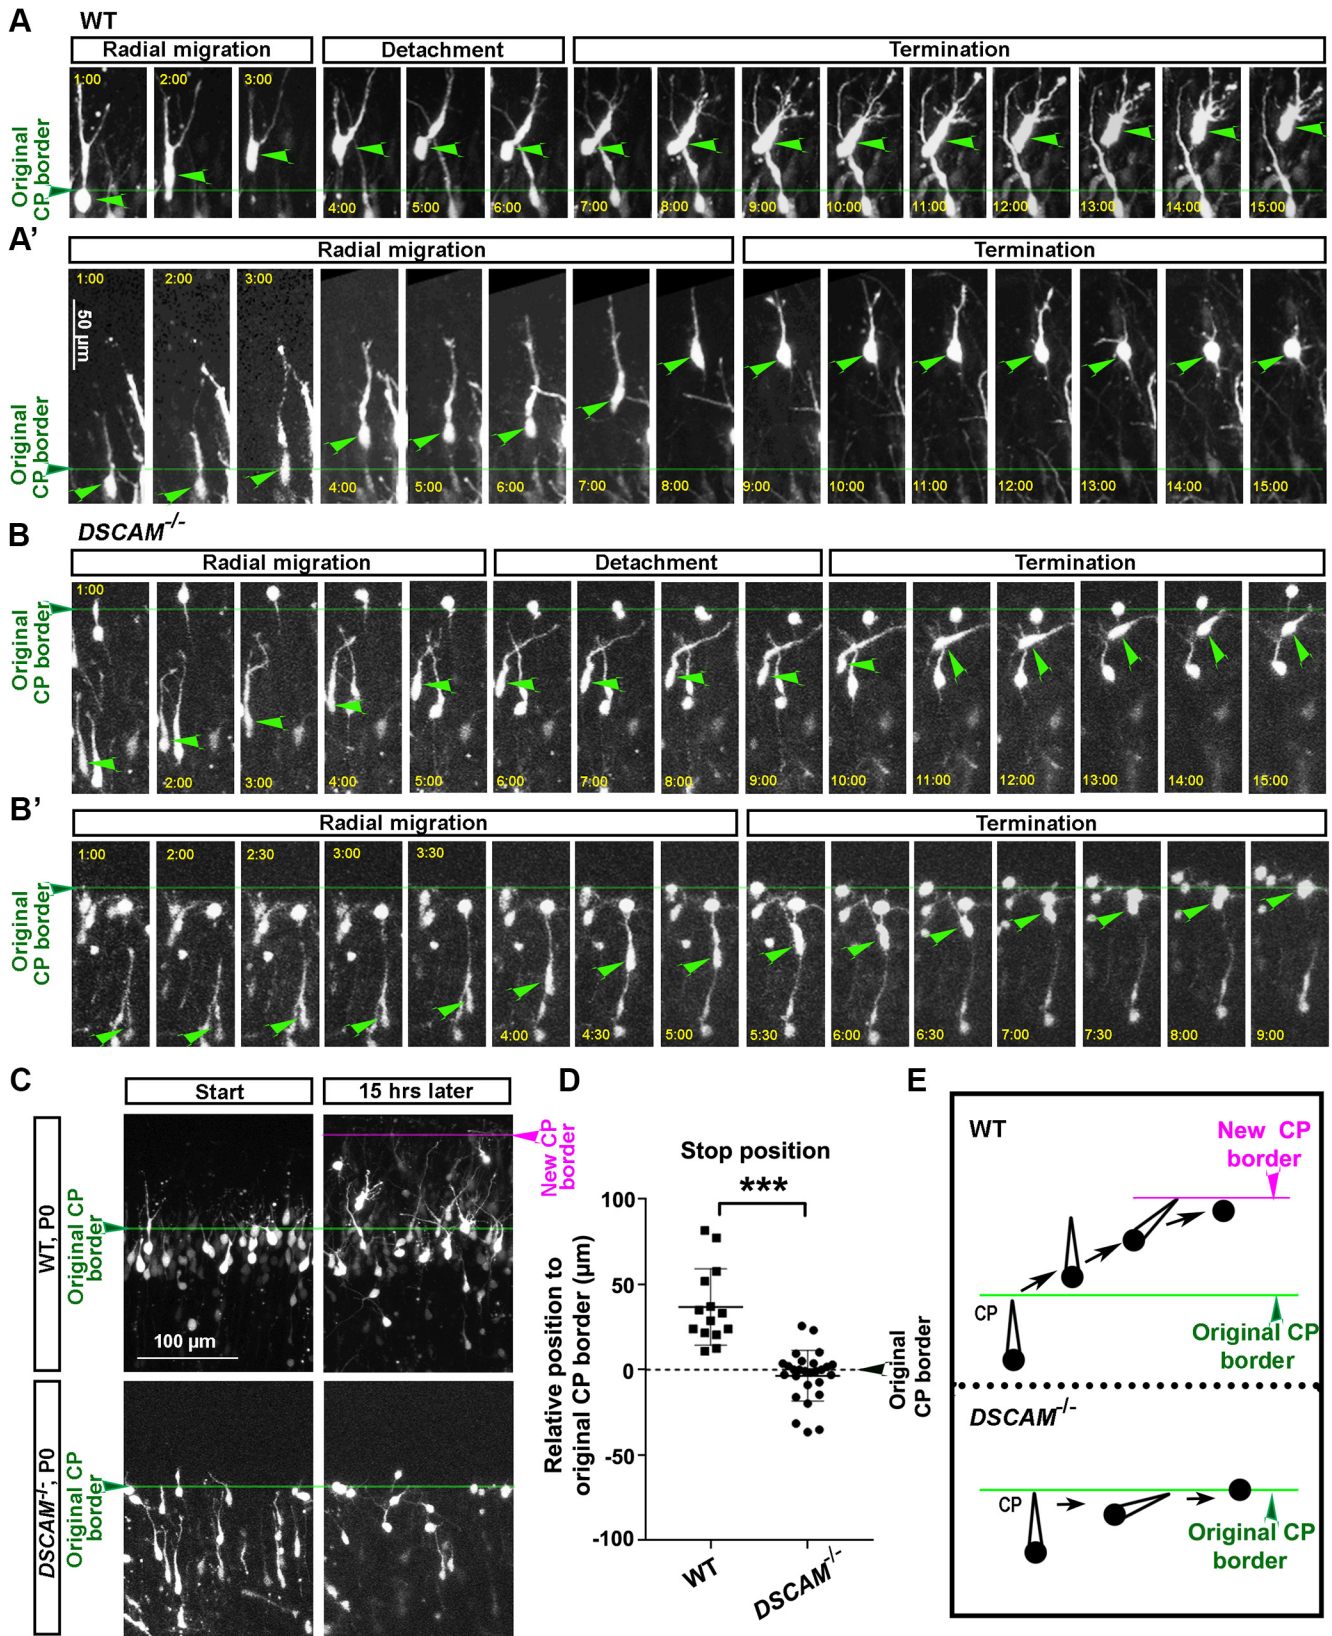 A
WT
Radial migration
Detachment
Termination
Original
CP border
1:00
2:00
3:00
4:00
5:00
6:00
7:00
8:00
9:00
10:00
11:00
12:00
13:00
14:00
15:00
A’
Radial migration
Termination
Original
CP border
50 µm
1:00
2:00
3:00
4:00
5:00
6:00
7:00
8:00
9:00
10:00
11:00
12:00
13:00
14:00
15:00
B
DSCAM-/-
Radial migration
Detachment
Termination
Original
CP border
1:00
2:00
3:00
4:00
5:00
6:00
7:00
8:00
9:00
10:00
11:00
12:00
13:00
14:00
15:00
B’
Radial migration
Termination
Original
CP border
1:00
2:00
2:30
3:00
3:30
4:00
4:30
5:00
5:30
6:00
6:30
7:00
7:30
8:00
9:00
C
Start
15 hrs later
WT, P0
Original CP
border
New CP
border
100 µm
DSCAM-/-, P0
Original CP
border
D
Stop position
***
Relative position to
original CP border (µm)
100
50
0
-50
-100
WT
DSCAM-/-
Original
CP border
E
WT
New CP
border
CP
Original CP
border
DSCAM-/-
CP
Original CP
border